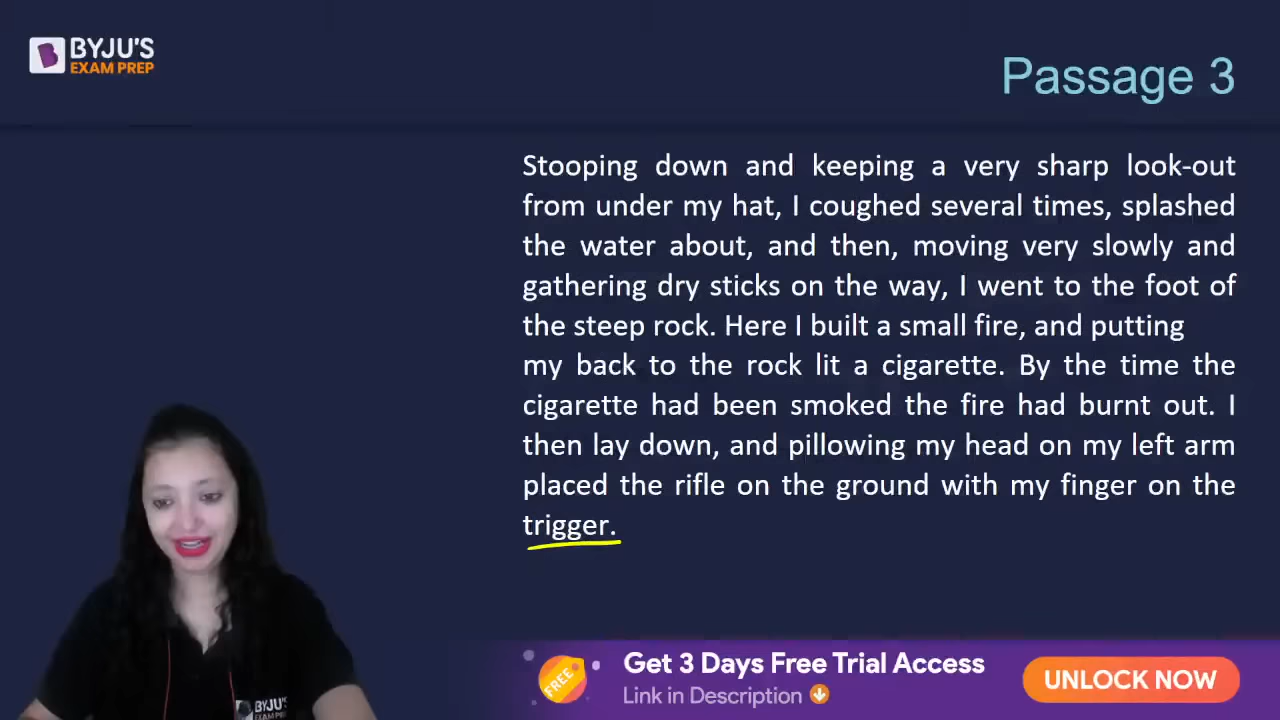 BYJU'S
EXAM PREP
Passage 3
Stooping down and keeping a very sharp look-out
from under my hat, I coughed several times, splashed
the water about, and then, moving very slowly and
gathering dry sticks on the way, I went to the foot of
the steep rock. Here I built a small fire, and putting
my back to the rock lit a cigarette. By the time the
cigarette had been smoked the fire had burnt out. I
then lay down, and pillowing my head on my left arm
placed the rifle on the ground with my finger on the
trigger.
BYJU'S
EXAM PREP
FREE
Get 3 Days Free Trial Access
Link in Description
UNLOCK NOW